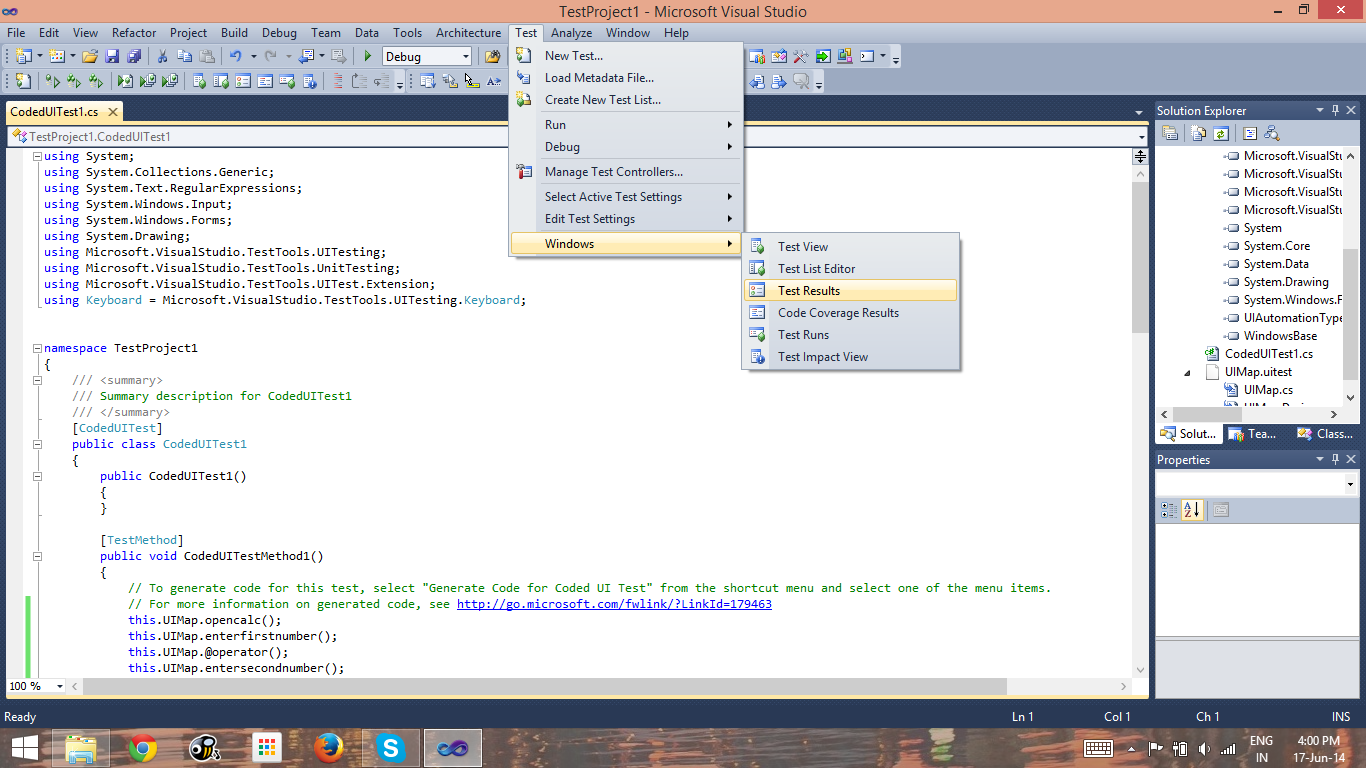 TestProject1 - Microsoft Visual Studio
File Edit View Refactor Project Build Debug Team Data Tools Architecture Test Analyze Window Help
Debug
New Test...
Load Metadata File...
Create New Test List...
Run
Debug
Manage Test Controllers...
Select Active Test Settings
Edit Test Settings
Windows
Test View
Test List Editor
Test Results
Code Coverage Results
Test Runs
Test Impact View
CodedUITest1.cs
TestProject1.CodedUITest1
using System;
using System.Collections.Generic;
using System.Text.RegularExpressions;
using System.Windows.Input;
using System.Windows.Forms;
using System.Drawing;
using Microsoft.VisualStudio.TestTools.UITesting;
using Microsoft.VisualStudio.TestTools.UnitTesting;
using Microsoft.VisualStudio.TestTools.UITest.Extension;
using Keyboard = Microsoft.VisualStudio.TestTools.UITesting.Keyboard;
namespace TestProject1
{
/// <summary>
/// Summary description for CodedUITest1
/// </summary>
[CodedUITest]
public class CodedUITest1
{
public CodedUITest1()
{
}
[TestMethod]
public void CodedUITestMethod1()
{
// To generate code for this test, select "Generate Code for Coded UI Test" from the shortcut menu and select one of the menu items.
// For more information on generated code, see http://go.microsoft.com/fwlink/?LinkId=179463
this.UIMap.opencalc();
this.UIMap.enterfirstnumber();
this.UIMap.@operator();
this.UIMap.entersecondnumber();
100 %
Solution Explorer
Microsoft.VisualStu
Microsoft.VisualStu
Microsoft.VisualStu
Microsoft.VisualStu
System
System.Core
System.Data
System.Drawing
System.Windows.F
UIAutomationType
WindowsBase
CodedUITest1.cs
UIMap.uitest
UIMap.cs
Solut... Tea... Class...
Properties
Ready Ln 1 Col 1 Ch 1 INS
ENG 4:00 PM
IN 17-Jun-14